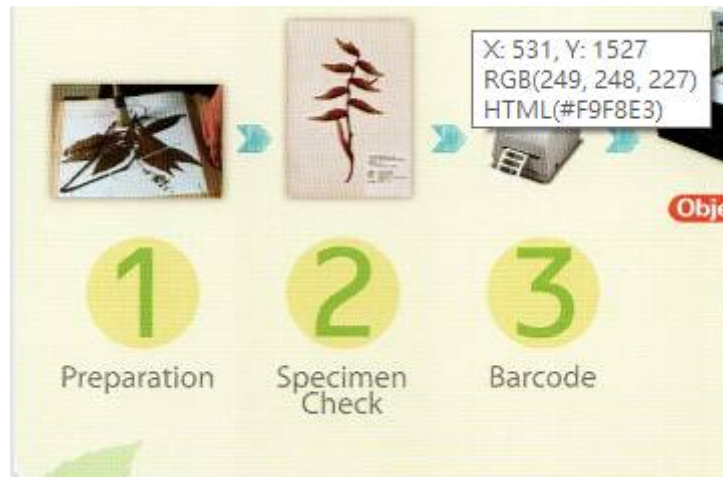 X: 531, Y: 1527
RGB(249, 248, 227)
HTML(#F9F8E3)
Obje
1
2
3
Preparation
Specimen
Check
Barcode